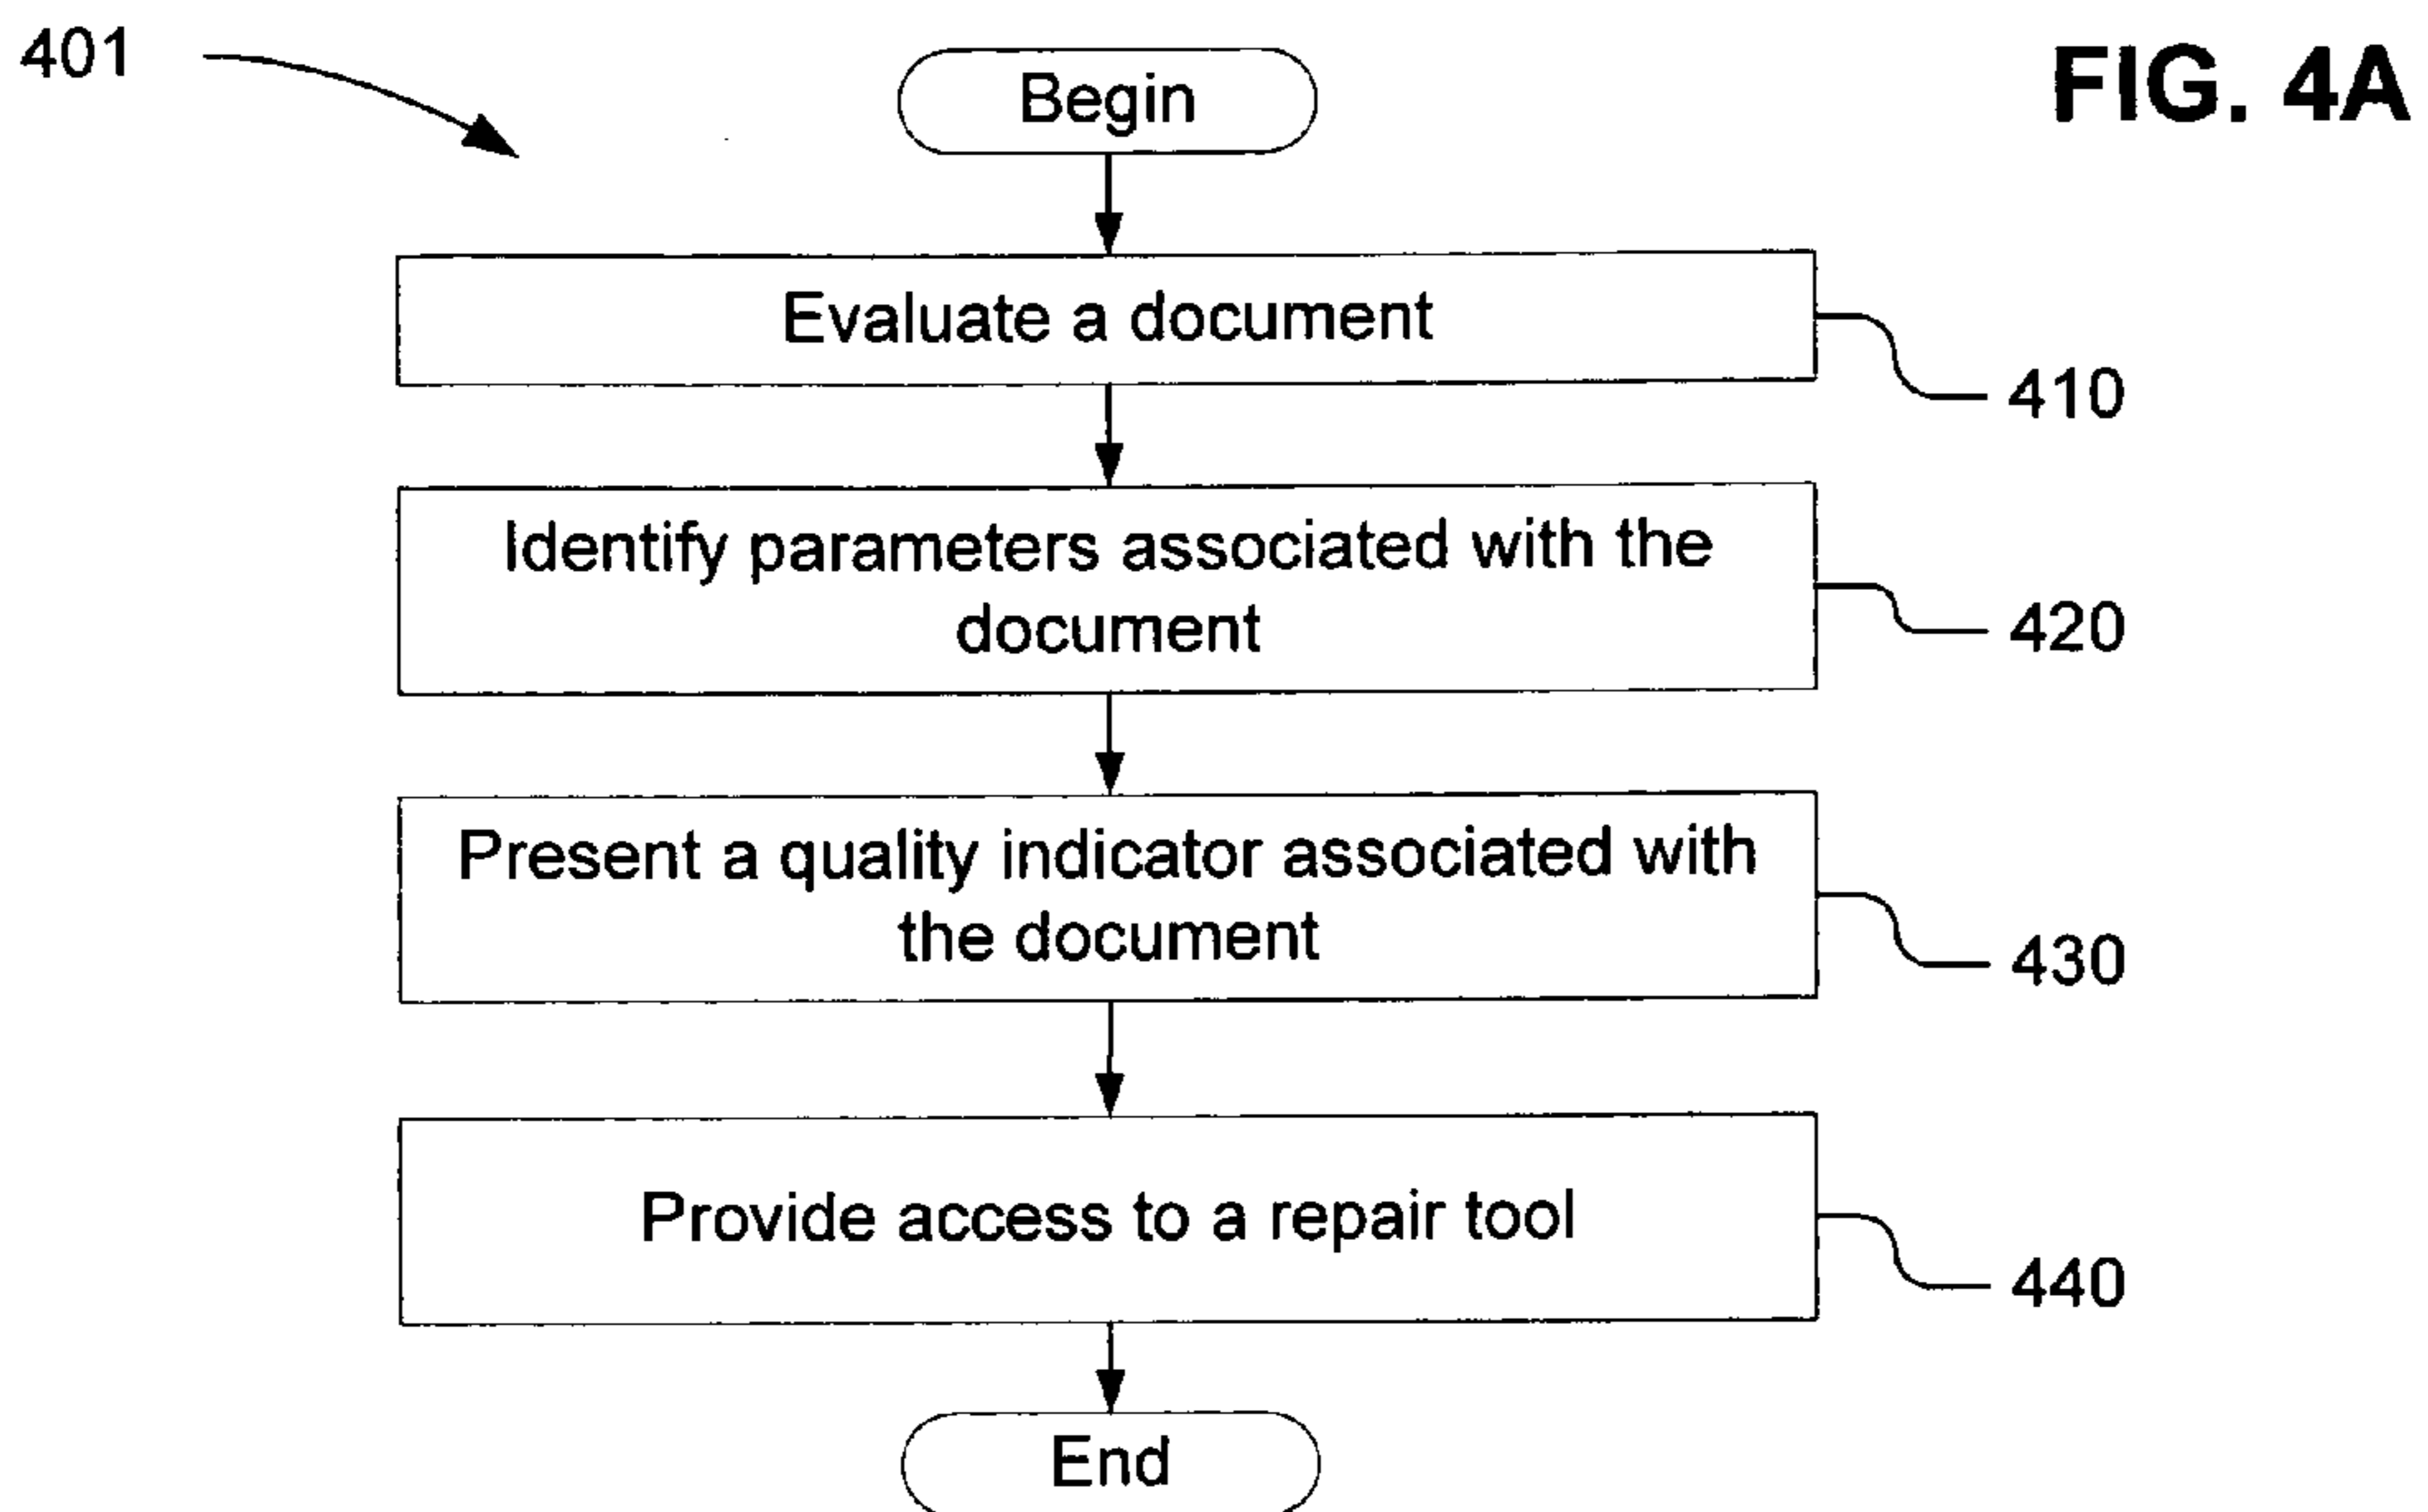 401
FIG. 4A
Begin
Evaluate a document
410
Identify parameters associated with the
document
420
Present a quality indicator associated with
the document
430
Provide access to a repair tool
440
End